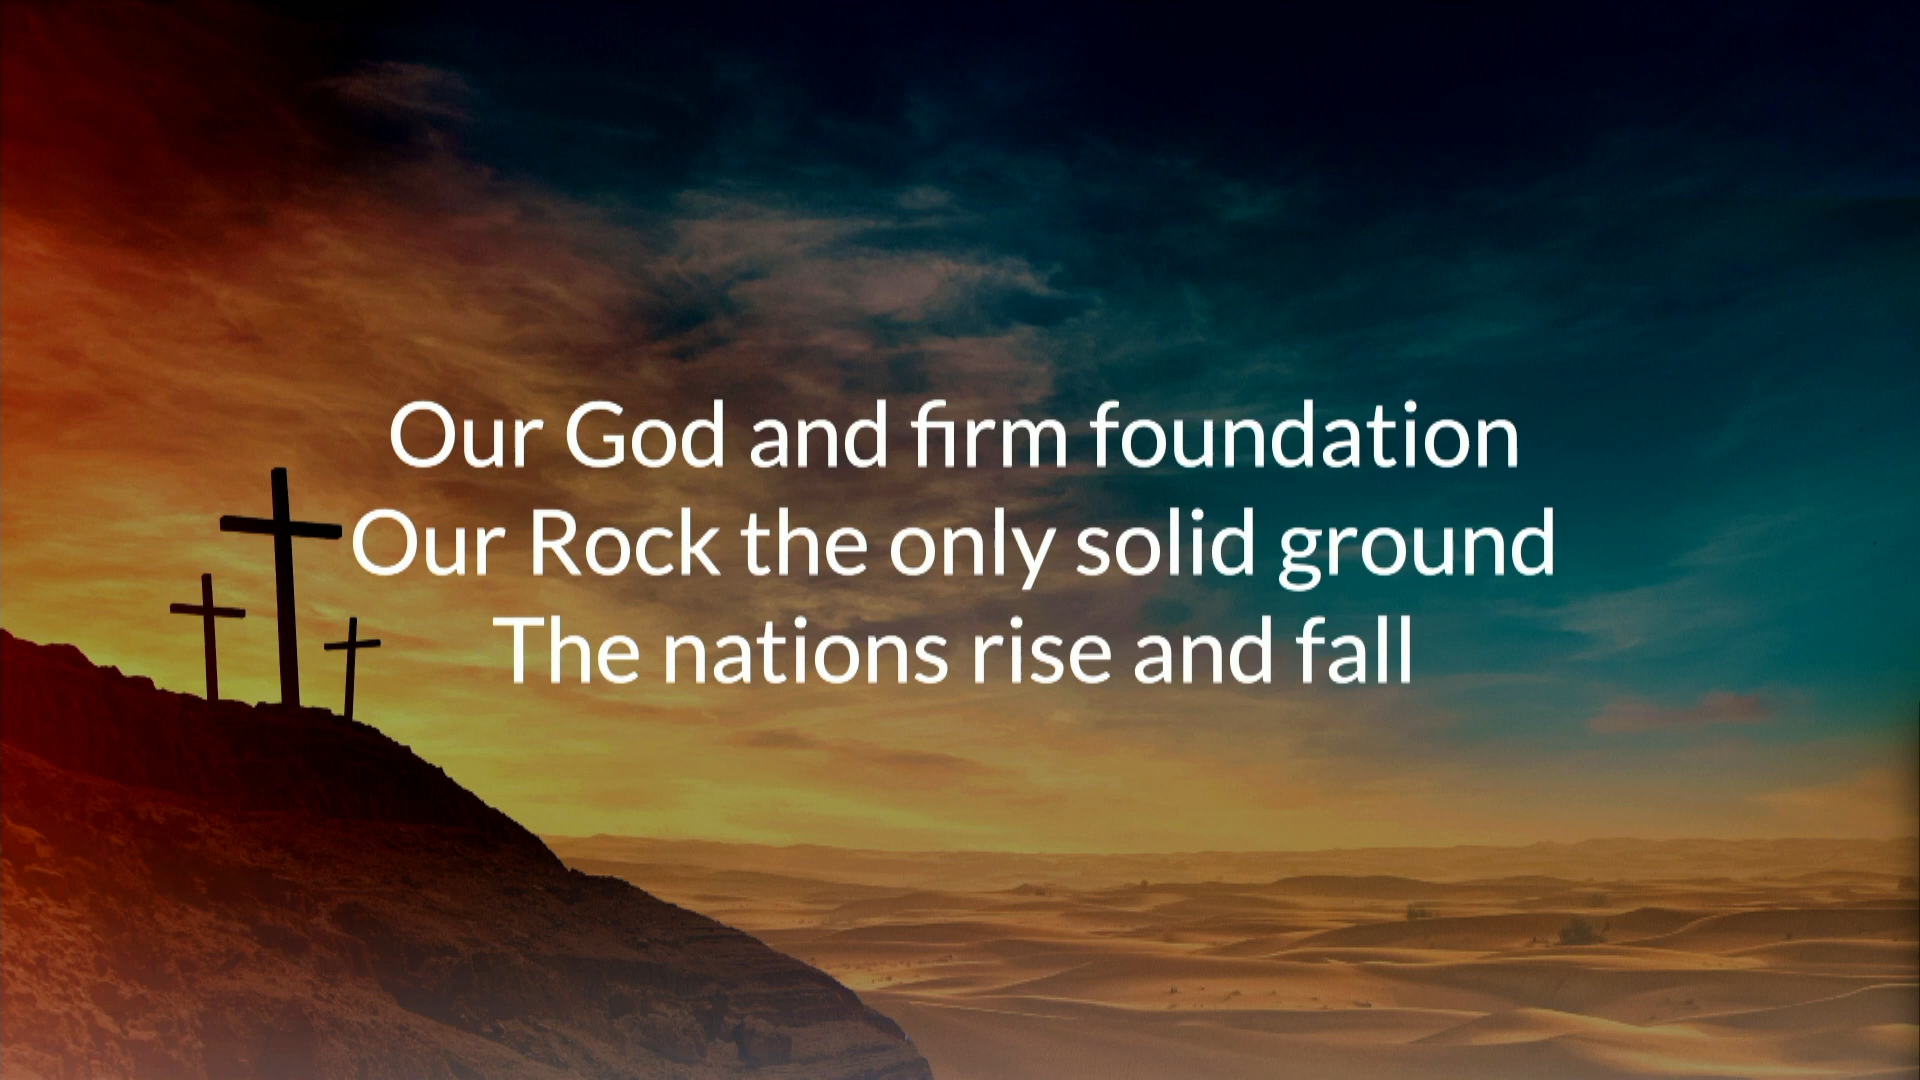 Our God and firm foundation
Our Rock the only solid ground
The nations rise and fall